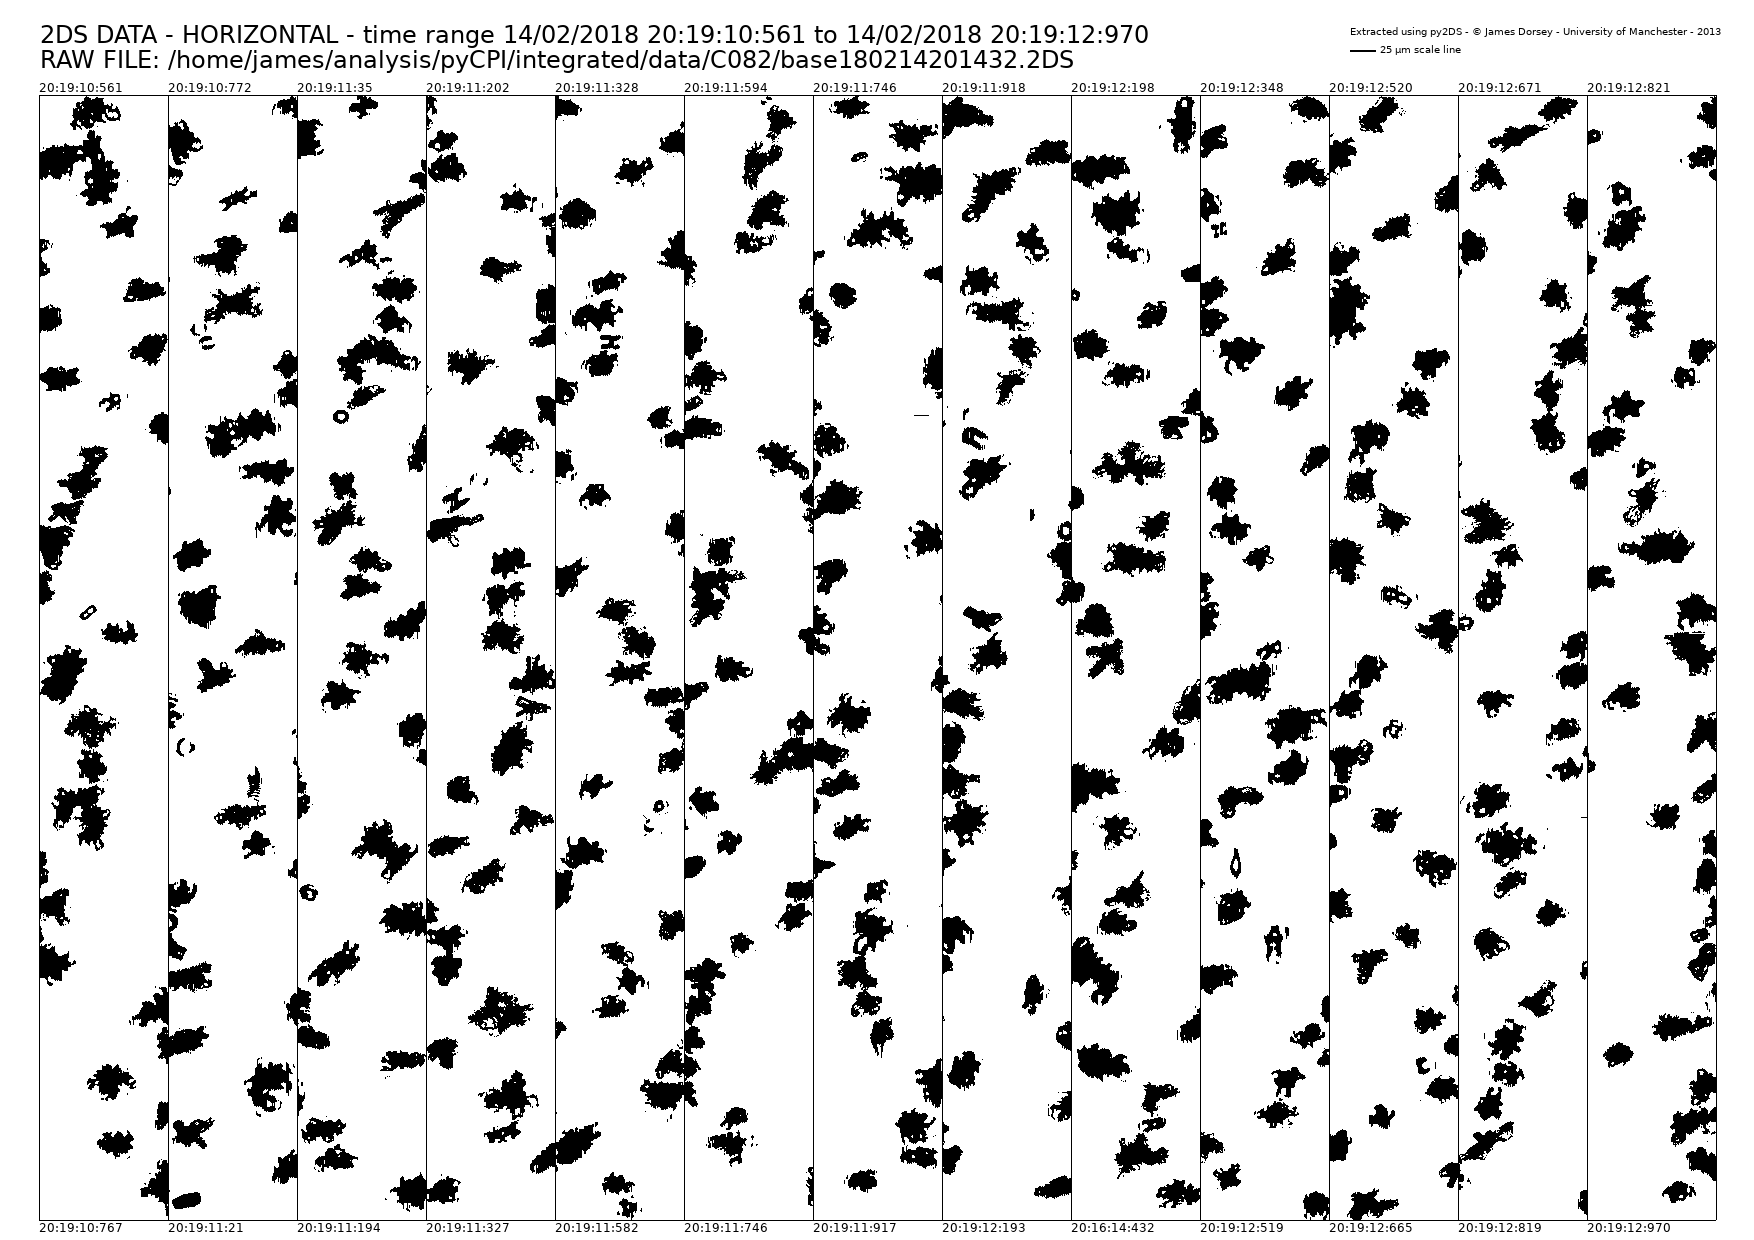 2DS DATA - HORIZONTAL - time range 14/02/2018 20:19:10:561 to 14/02/2018 20:19:12:970
RAW FILE: /home/james/analysis/pyCPI/integrated/data/C082/base180214201432.2DS
Extracted using py2DS - © James Dorsey - University of Manchester - 2013
25 µm scale line
20:19:10:561 20:19:10:772 20:19:11:35 20:19:11:202 20:19:11:328 20:19:11:594 20:19:11:746 20:19:11:918 20:19:12:198 20:19:12:348 20:19:12:520 20:19:12:671 20:19:12:821
20:19:10:767 20:19:11:21 20:19:11:194 20:19:11:327 20:19:11:582 20:19:11:746 20:19:11:917 20:19:12:193 20:16:14:432 20:19:12:519 20:19:12:665 20:19:12:819 20:19:12:970